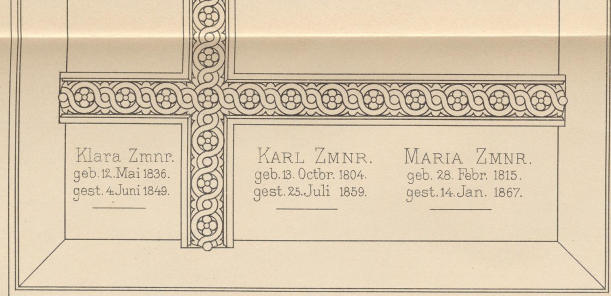 Klara Zmnr.
geb. 12. Mai 1836.
gest. 4. Juni 1849.
KARL ZMNR.
geb. 13. Octbr. 1804.
gest. 25. Juli 1859.
MARIA ZMNR.
geb. 28. Febr. 1815.
gest. 14. Jan. 1867.